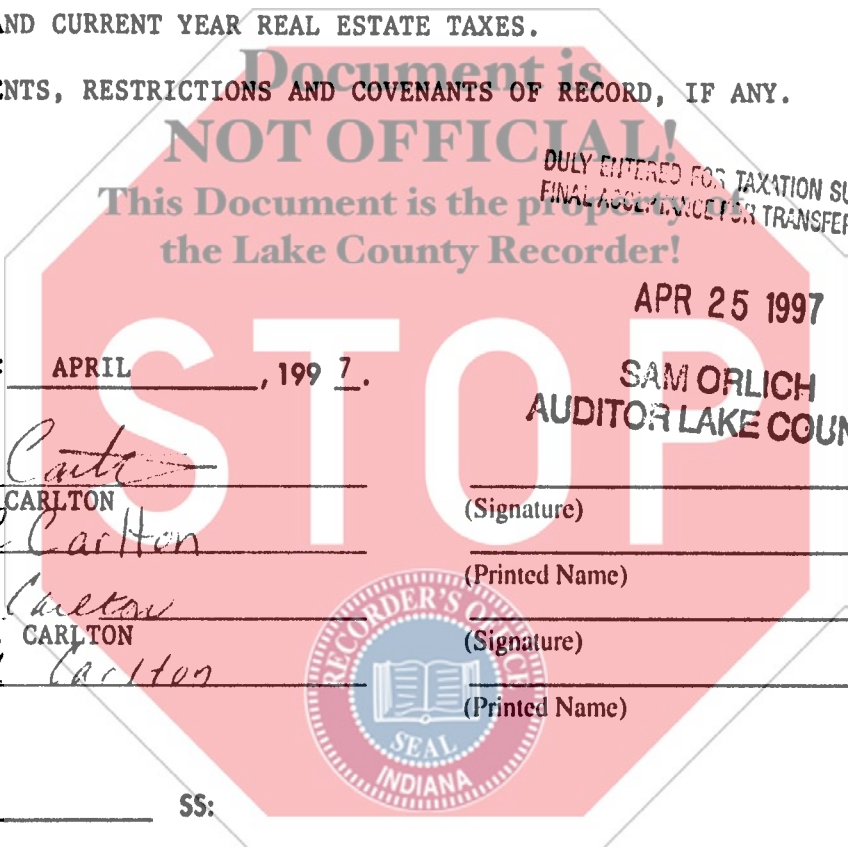 AND CURRENT YEAR REAL ESTATE TAXES.
Document is
ENTS, RESTRICTIONS AND COVENANTS OF RECORD, IF ANY.
NOT OFFICIAL!
DULY ENTERED FOR TAXATION SU
FINAL ACCEPTANCE FOR TRANSFER
This Document is the property of
the Lake County Recorder!
APR 25 1997
STOP
APRIL , 199 7.
SAM ORLICH
AUDITOR LAKE COUN
CARLTON
(Signature)
Carlton
(Printed Name)
Carlton
CARLTON
(Signature)
Carlton
(Printed Name)
RECORDER'S OFFICE
SEAL
INDIANA
SS: